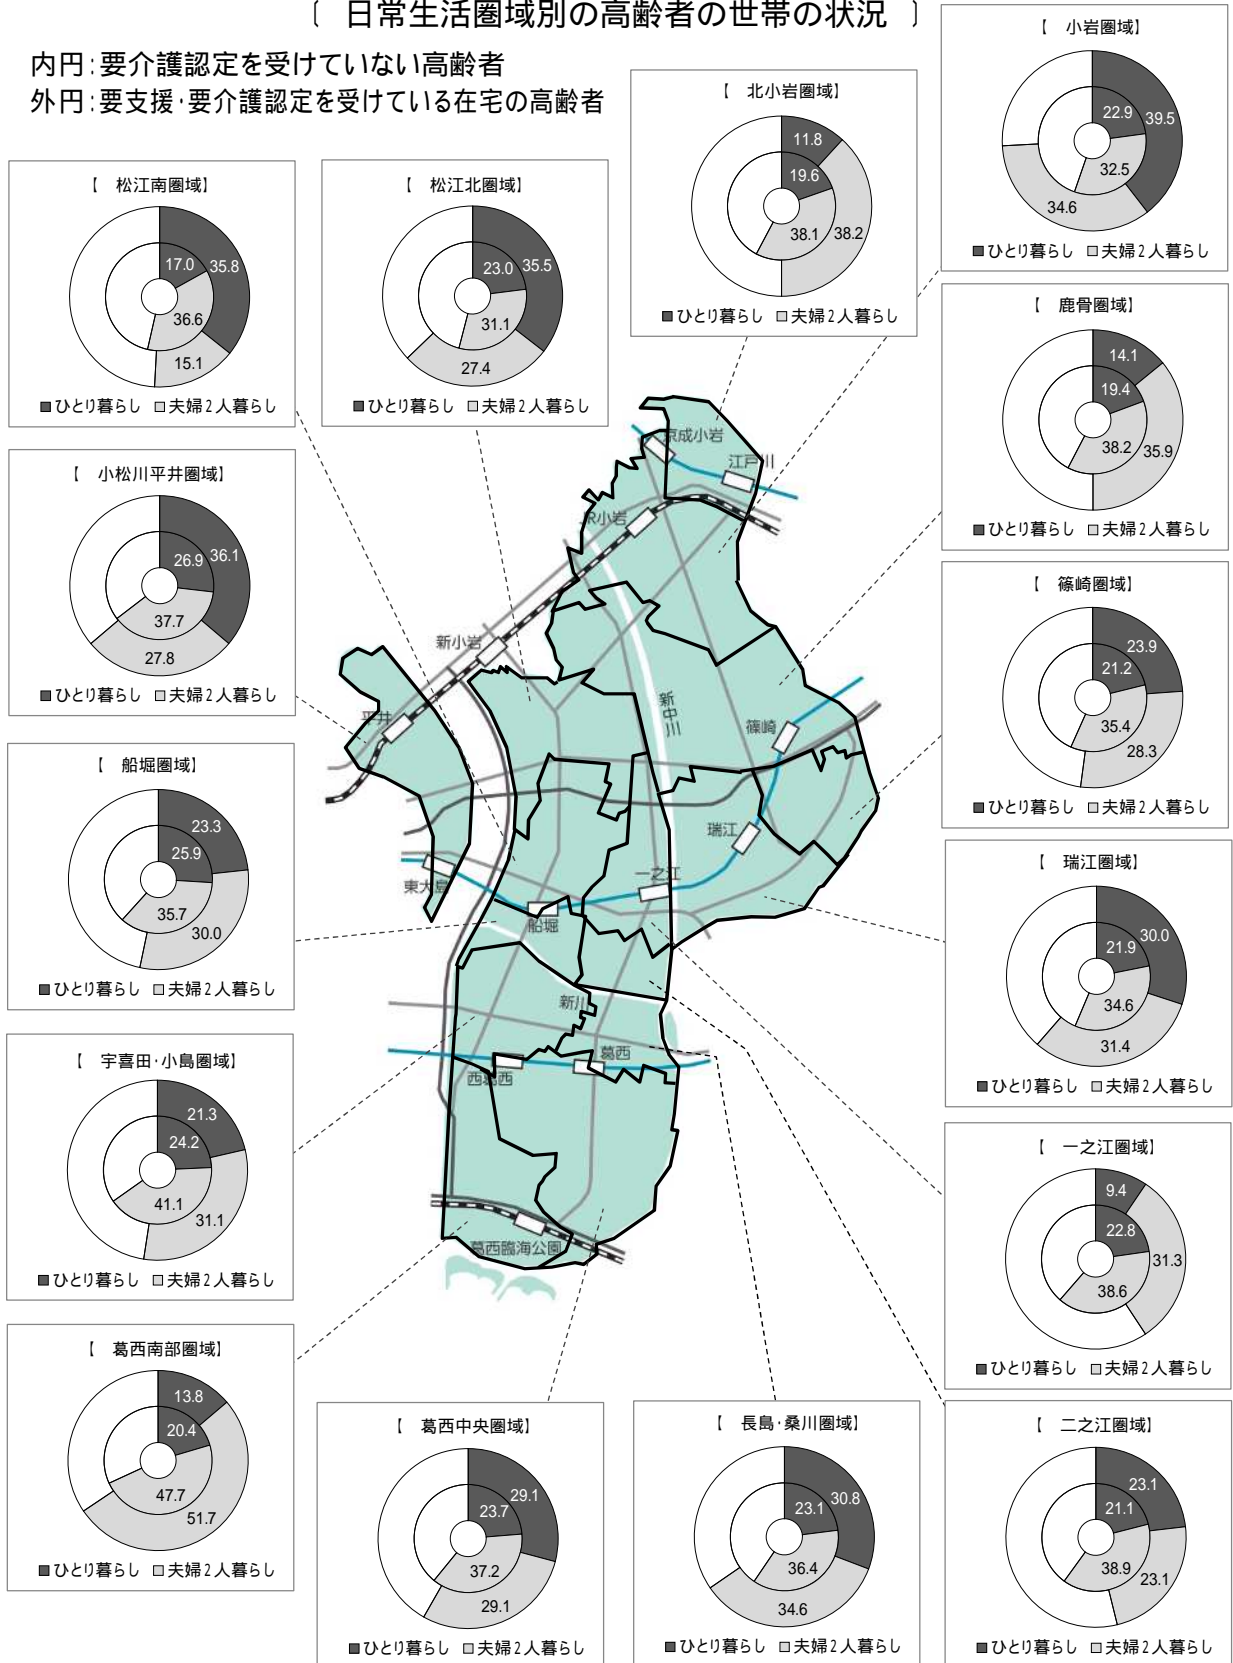 〔 日常生活圏域別の高齢者の世帯の状況 〕
内円:要介護認定を受けていない高齢者
外円:要支援・要介護認定を受けている在宅の高齢者
【 小岩圏域】
22.9
39.5
32.5
34.6
■ひとり暮らし □夫婦2人暮らし
【 北小岩圏域】
11.8
19.6
38.1
38.2
■ひとり暮らし □夫婦2人暮らし
【 松江南圏域】
17.0
35.8
36.6
15.1
■ひとり暮らし □夫婦2人暮らし
【 松江北圏域】
23.0
35.5
31.1
27.4
■ひとり暮らし □夫婦2人暮らし
【 鹿骨圏域】
14.1
19.4
38.2
35.9
■ひとり暮らし □夫婦2人暮らし
【 小松川平井圏域】
26.9
36.1
37.7
27.8
■ひとり暮らし □夫婦2人暮らし
【 篠崎圏域】
23.9
21.2
35.4
28.3
■ひとり暮らし □夫婦2人暮らし
【 船堀圏域】
23.3
25.9
35.7
30.0
■ひとり暮らし □夫婦2人暮らし
【 瑞江圏域】
21.9
30.0
34.6
31.4
■ひとり暮らし □夫婦2人暮らし
【 宇喜田・小島圏域】
21.3
24.2
41.1
31.1
■ひとり暮らし □夫婦2人暮らし
【 一之江圏域】
9.4
22.8
38.6
31.3
■ひとり暮らし □夫婦2人暮らし
【 葛西南部圏域】
13.8
20.4
47.7
51.7
■ひとり暮らし □夫婦2人暮らし
【 葛西中央圏域】
23.7
29.1
37.2
29.1
■ひとり暮らし □夫婦2人暮らし
【 長島・桑川圏域】
23.1
30.8
36.4
34.6
■ひとり暮らし □夫婦2人暮らし
【 二之江圏域】
23.1
21.1
38.9
23.1
■ひとり暮らし □夫婦2人暮らし
京成小岩
江戸川
JR小岩
新小岩
平井
新中川
篠崎
瑞江
一之江
東大島
船堀
新川
葛西
西葛西
葛西臨海公園